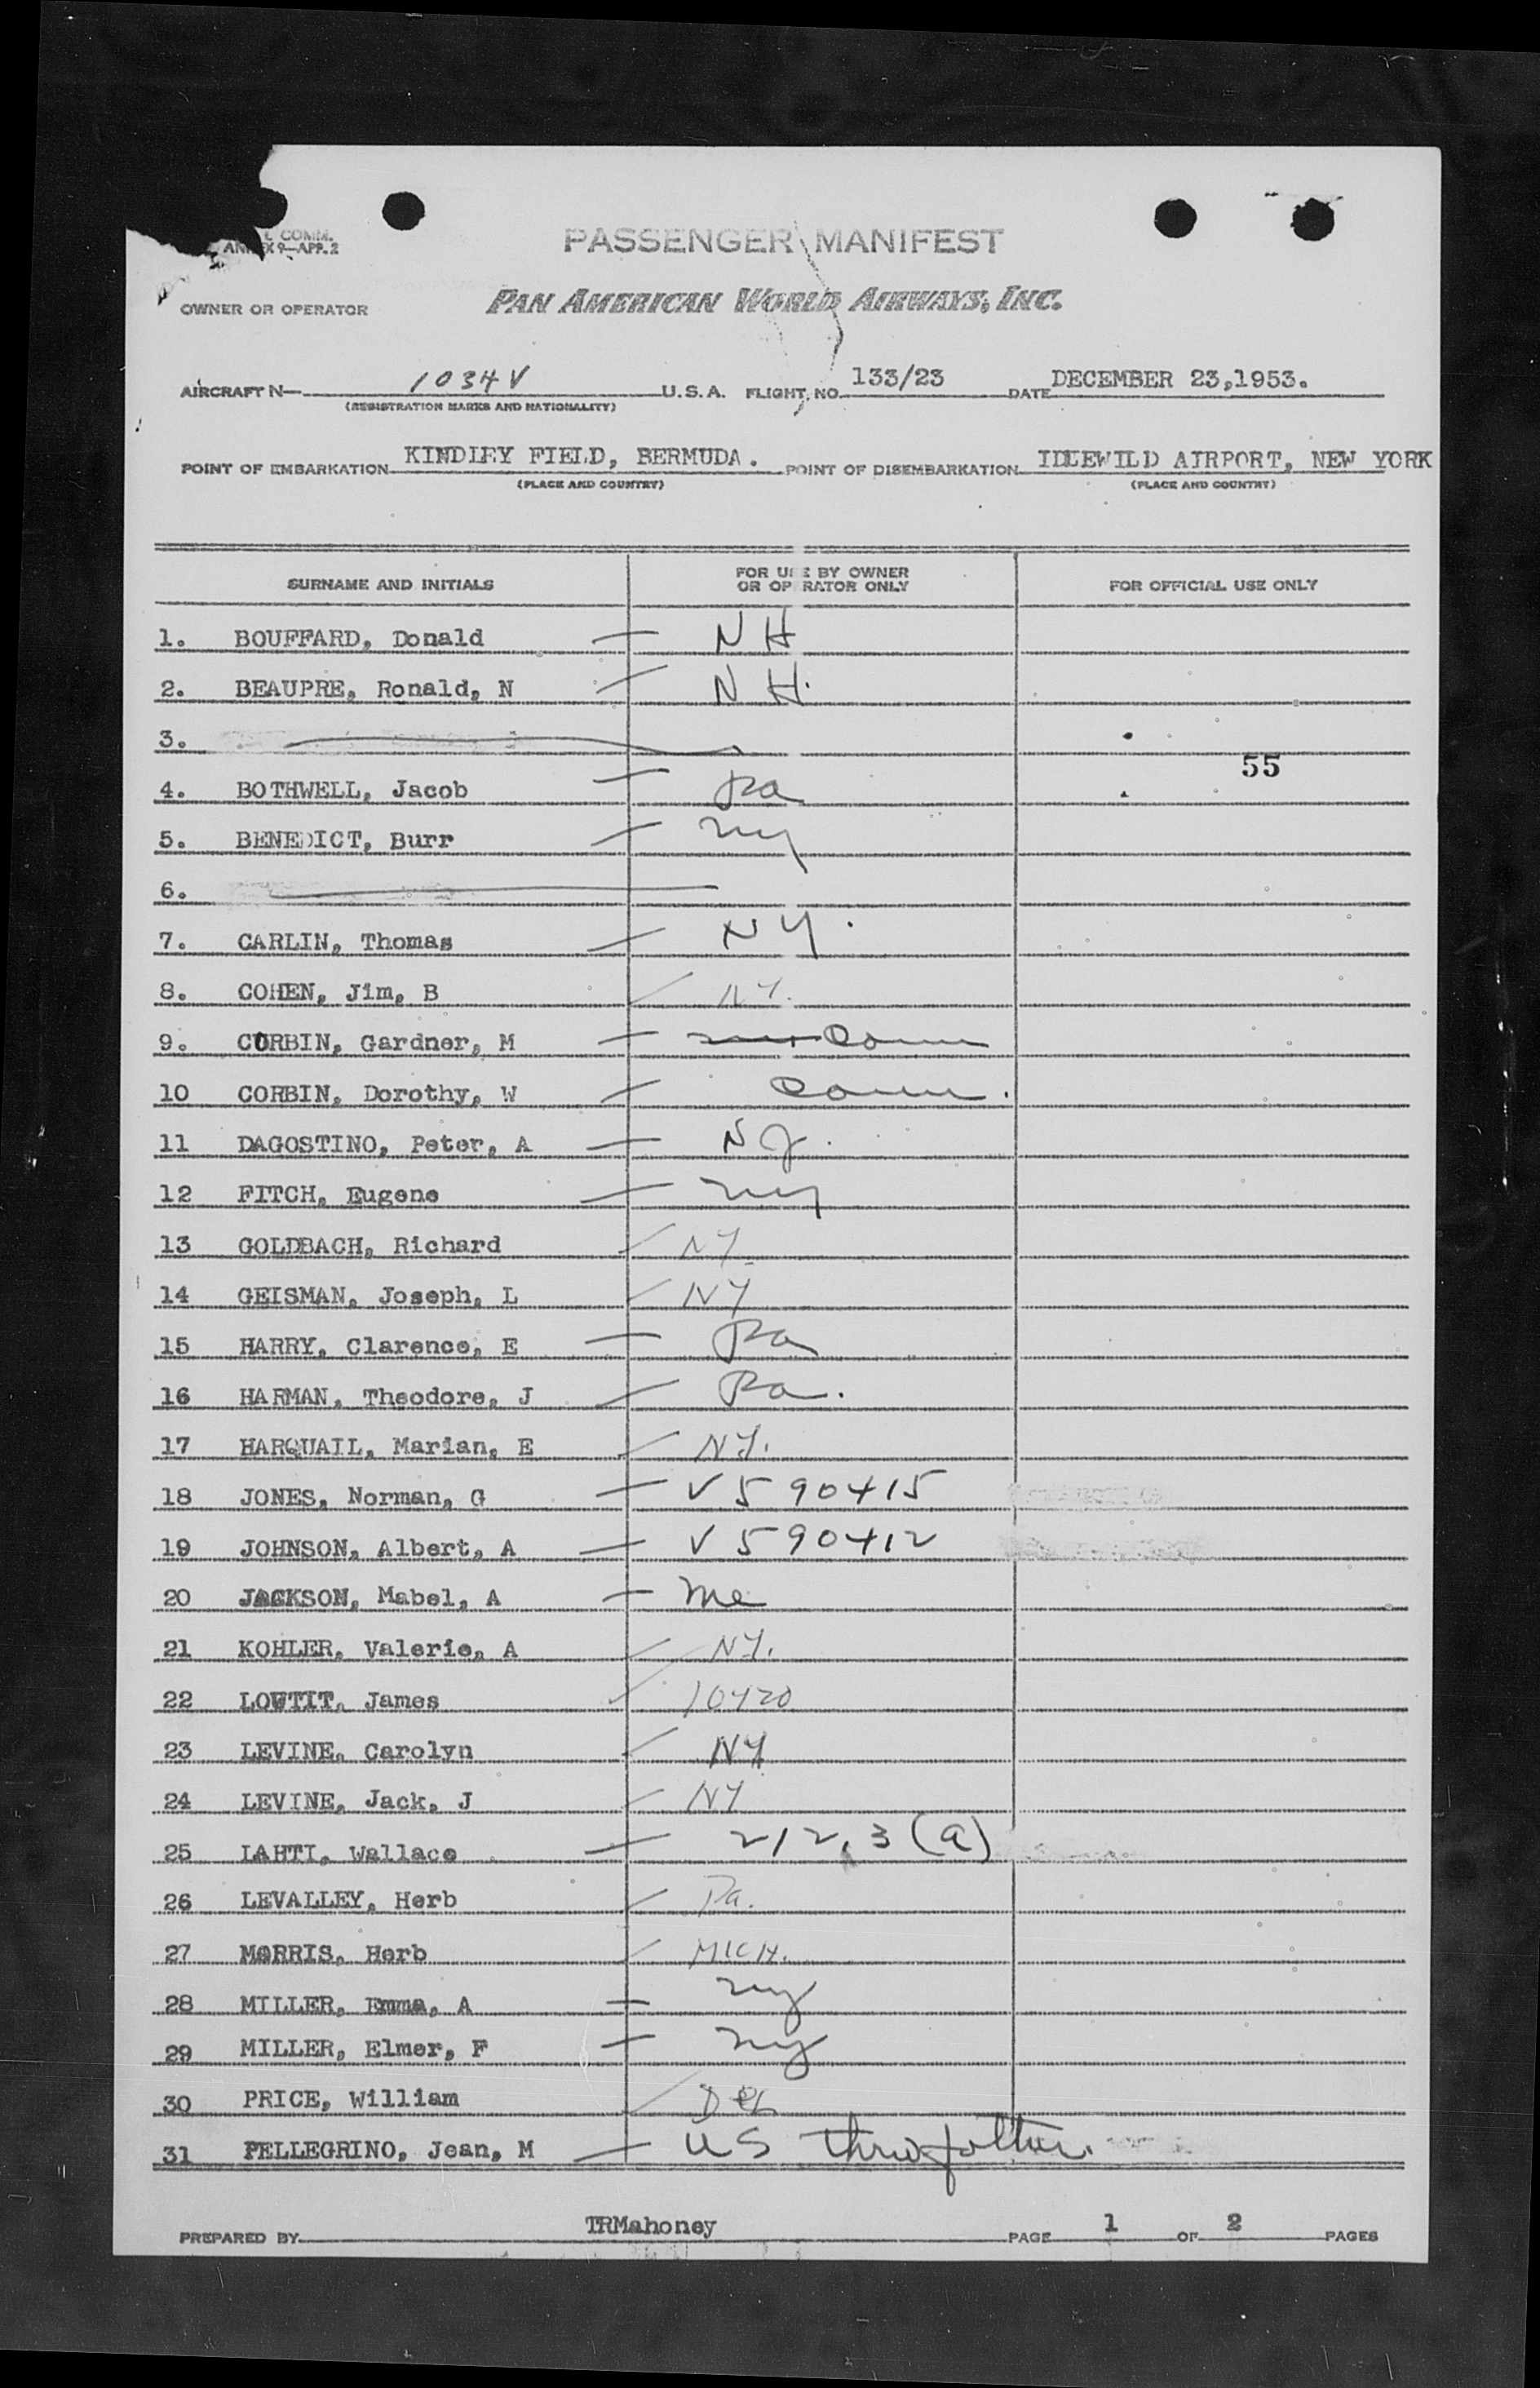 COMM.
ANNEX 9—APP. 2
PASSENGER MANIFEST
OWNER OR OPERATOR PAN AMERICAN WORLD AIRWAYS, INC.
AIRCRAFT N— 1034V U.S.A. FLIGHT NO. 133/23 DATE DECEMBER 23,1953.
(REGISTRATION MARKS AND NATIONALITY)
POINT OF EMBARKATION KINDLEY FIELD, BERMUDA. POINT OF DISEMBARKATION IDLEWILD AIRPORT, NEW YORK
(PLACE AND COUNTRY) (PLACE AND COUNTRY)
SURNAME AND INITIALS FOR USE BY OWNER OR OPERATOR ONLY FOR OFFICIAL USE ONLY
1. BOUFFARD, Donald — NH
2. BEAUPRE, Ronald, N — NH.
3.
55
4. BOTHWELL, Jacob — Pa
5. BENEDICT, Burr — ny
6.
7. CARLIN, Thomas — NY.
8. COHEN, Jim, B / NY.
9. CORBIN, Gardner, M — Conn
10 CORBIN, Dorothy, W — Conn.
11 DAGOSTINO, Peter, A — NJ.
12 FITCH, Eugene — ny
13 GOLDBACH, Richard / NY.
14 GEISMAN, Joseph, L / NY
15 HARRY, Clarence, E — Pa
16 HARMAN, Theodore, J — Pa.
17 HARQUAIL, Marian, E / NY.
18 JONES, Norman, G — V590415
19 JOHNSON, Albert, A — V590412
20 JACKSON, Mabel, A — Me
21 KOHLER, Valerie, A / NY.
22 LOUTIT, James / 10420
23 LEVINE, Carolyn / NY
24 LEVINE, Jack, J / NY
25 LAHTI, Wallace — 212.3(a)
26 LEVALLEY, Herb / Pa.
27 MORRIS, Herb / MICH.
28 MILLER, Emma, A — ny
29 MILLER, Elmer, F — ny
30 PRICE, William / Del
31 PELLEGRINO, Jean, M — US thru father.
PREPARED BY TRMahoney PAGE 1 OF 2 PAGES